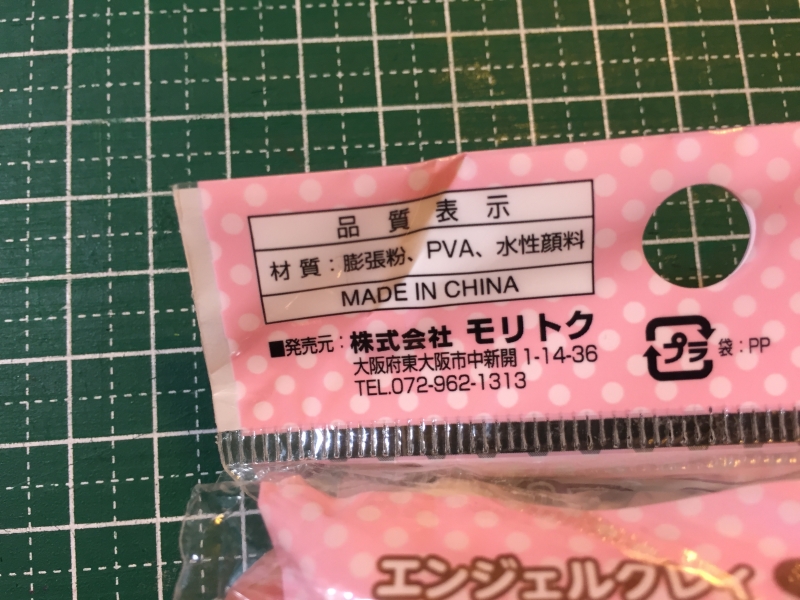 品質表示
材質：膨張粉、PVA、水性顔料
MADE IN CHINA
■発売元：株式会社 モリトク
大阪府東大阪市中新開 1-14-36
TEL.072-962-1313
プラ 袋：PP
エンジェルクレイ